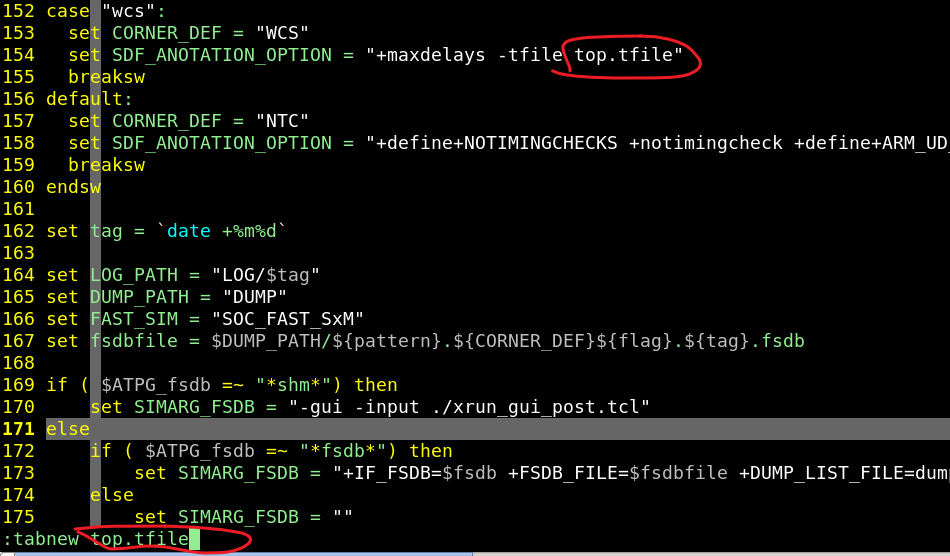 152 case "wcs":
153   set CORNER_DEF = "WCS"
154   set SDF_ANOTATION_OPTION = "+maxdelays -tfile top.tfile"
155   breaksw
156 default:
157   set CORNER_DEF = "NTC"
158   set SDF_ANOTATION_OPTION = "+define+NOTIMINGCHECKS +notimingcheck +define+ARM_UD_
159   breaksw
160 endsw
161
162 set tag = `date +%m%d`
163
164 set LOG_PATH = "LOG/$tag"
165 set DUMP_PATH = "DUMP"
166 set FAST_SIM = "SOC_FAST_SxM"
167 set fsdbfile = $DUMP_PATH/${pattern}.${CORNER_DEF}${flag}.${tag}.fsdb
168
169 if ( $ATPG_fsdb =~ "*shm*") then
170     set SIMARG_FSDB = "-gui -input ./xrun_gui_post.tcl"
171 else
172     if ( $ATPG_fsdb =~ "*fsdb*") then
173         set SIMARG_FSDB = "+IF_FSDB=$fsdb +FSDB_FILE=$fsdbfile +DUMP_LIST_FILE=dum
174     else
175         set SIMARG_FSDB = ""
:tabnew top.tfile